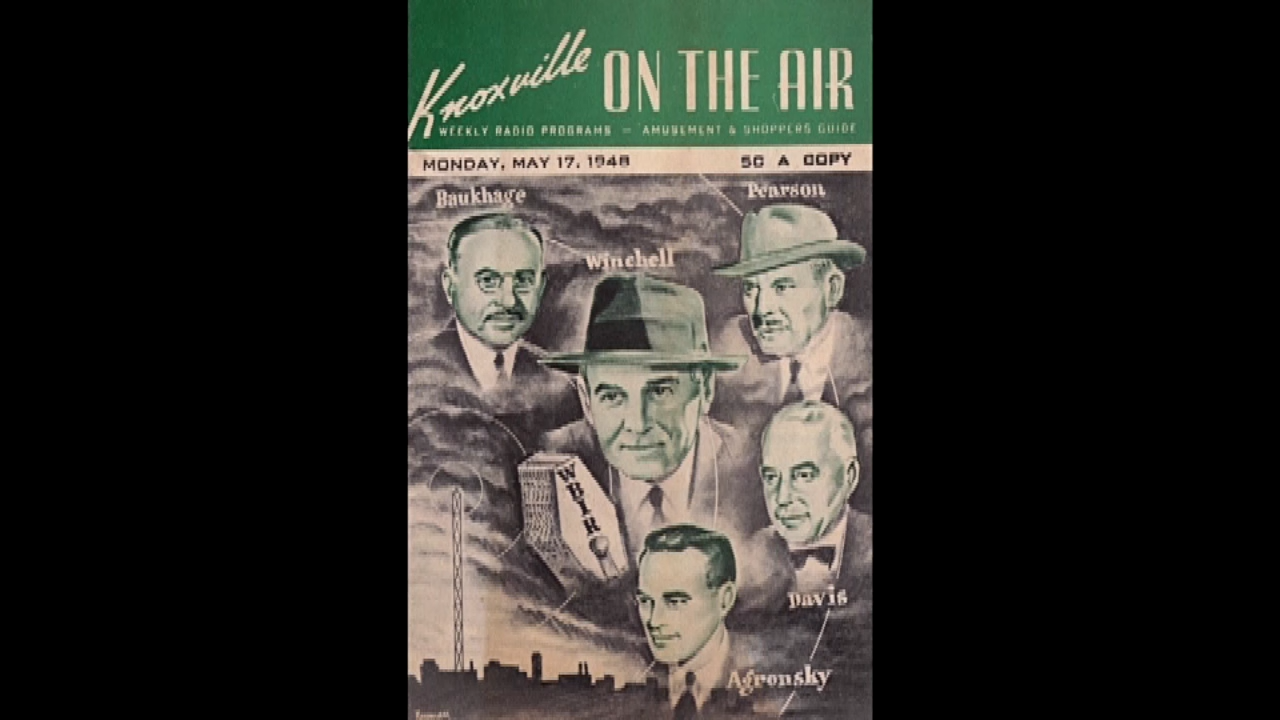 Knoxville ON THE AIR
WEEKLY RADIO PROGRAMS = AMUSEMENT & SHOPPERS GUIDE
MONDAY, MAY 17, 1948
5C A COPY
Baukhage
Pearson
Winchell
WBIR
Davis
Agronsky